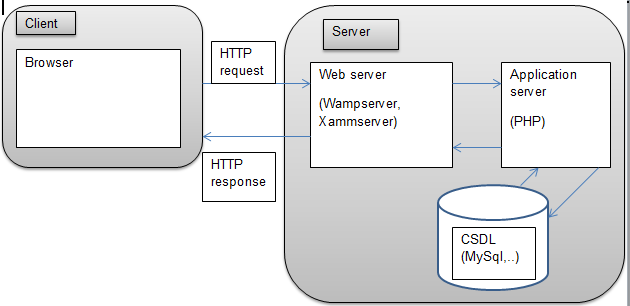 Client
Browser
HTTP
request
HTTP
response
Server
Web server
(Wampserver,
Xammserver)
Application
server
(PHP)
CSDL
(MySql,..)